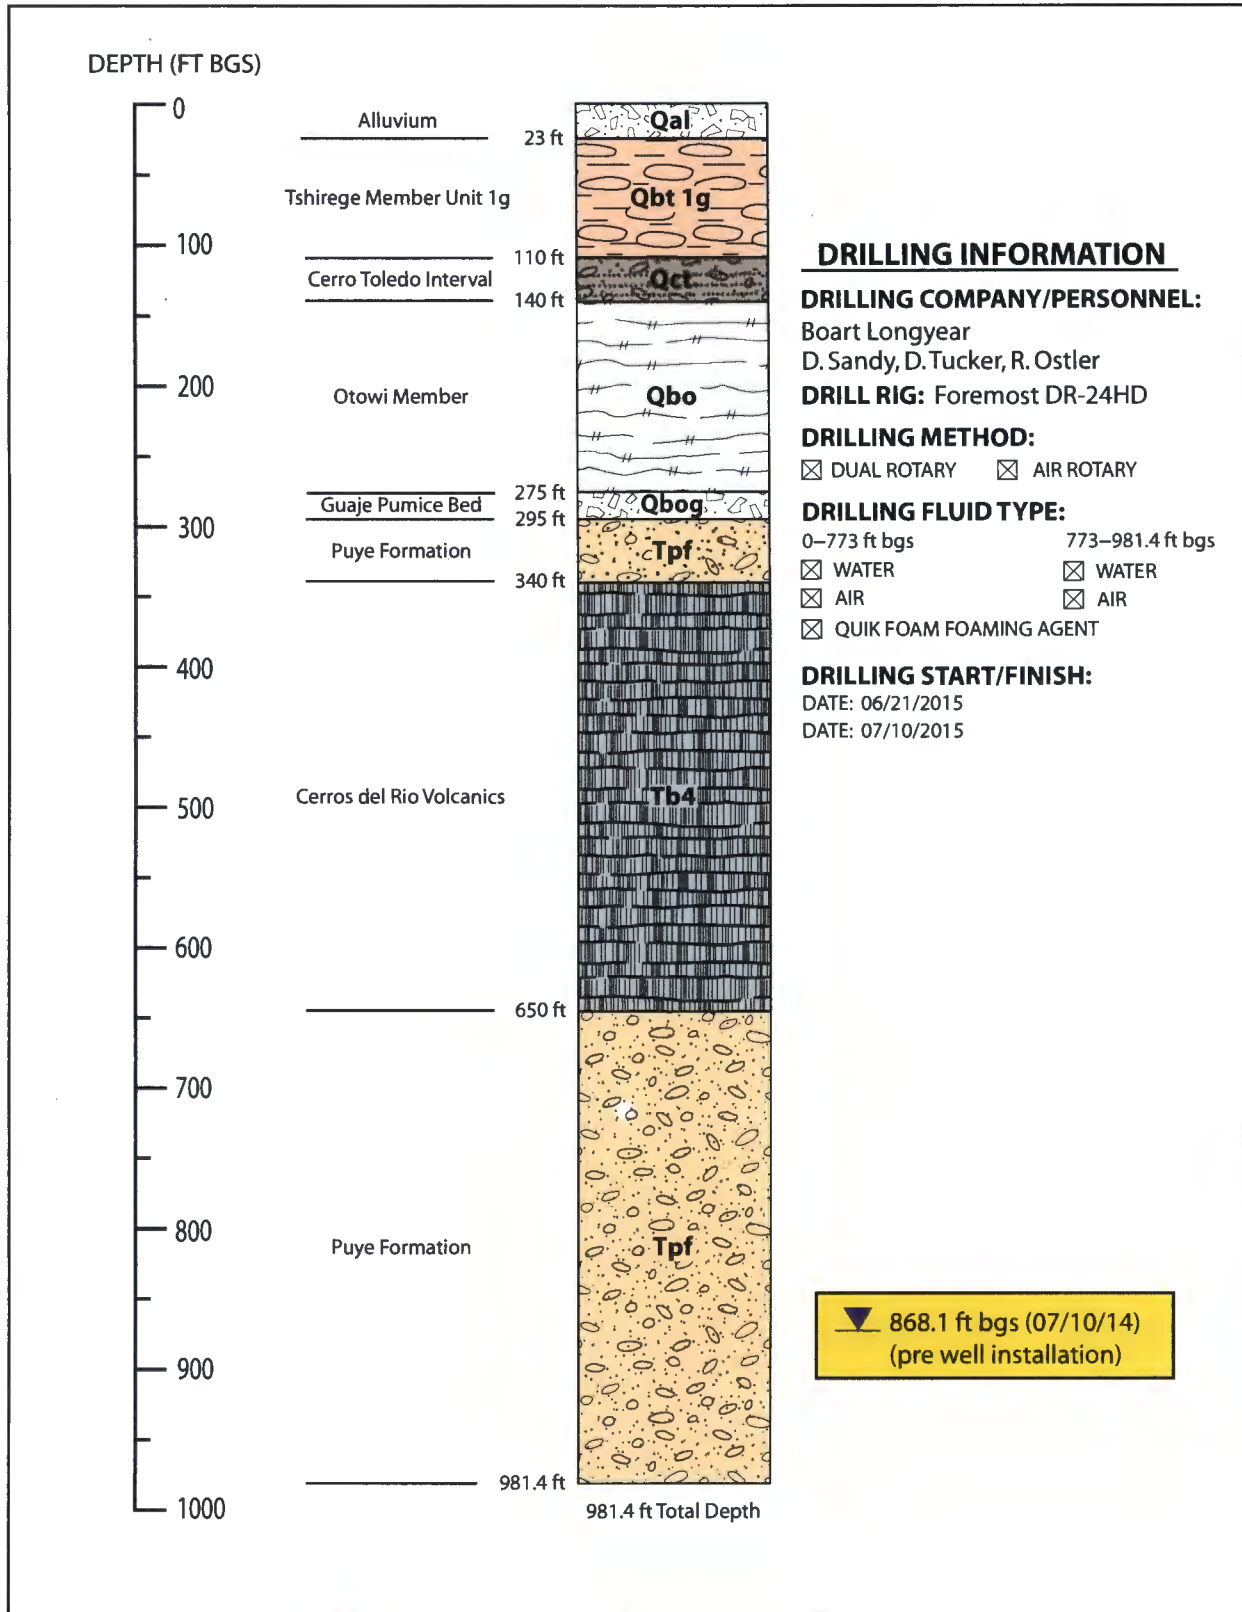 DEPTH (FT BGS)
0
100
200
300
400
500
600
700
800
900
1000
Alluvium
23 ft
Tshirege Member Unit 1g
110 ft
Cerro Toledo Interval
140 ft
Otowi Member
275 ft
Guaje Pumice Bed
295 ft
Puye Formation
340 ft
Cerros del Rio Volcanics
650 ft
Puye Formation
981.4 ft
Qal
Qbt 1g
Qct
Qbo
Qbog
Tpf
Tb4
Tpf
981.4 ft Total Depth
DRILLING INFORMATION
DRILLING COMPANY/PERSONNEL:
Boart Longyear
D. Sandy, D. Tucker, R. Ostler
DRILL RIG: Foremost DR-24HD
DRILLING METHOD:
☒ DUAL ROTARY ☒ AIR ROTARY
DRILLING FLUID TYPE:
0–773 ft bgs 773–981.4 ft bgs
☒ WATER ☒ WATER
☒ AIR ☒ AIR
☒ QUIK FOAM FOAMING AGENT
DRILLING START/FINISH:
DATE: 06/21/2015
DATE: 07/10/2015
868.1 ft bgs (07/10/14)
(pre well installation)